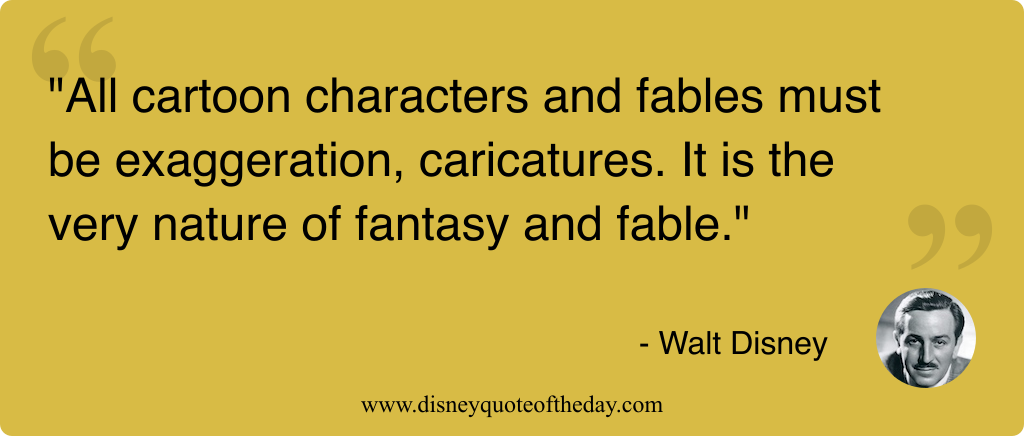 "All cartoon characters and fables must
be exaggeration, caricatures. It is the
very nature of fantasy and fable."
- Walt Disney
www.disneyquoteoftheday.com